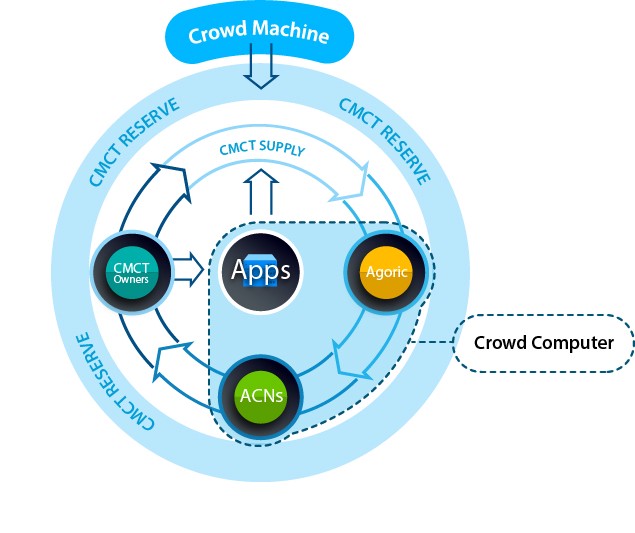 Crowd Machine
CMCT RESERVE
CMCT RESERVE
CMCT SUPPLY
CMCT
Owners
Apps
Agoric
Crowd Computer
CMCT RESERVE
ACNs